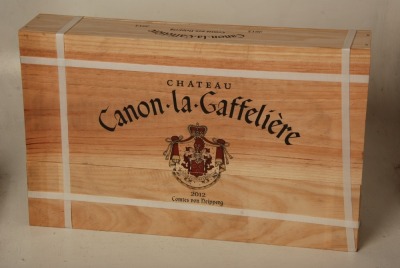 CHATEAU
Canon·la·Gaffelière
2012
Comtes von Neipperg